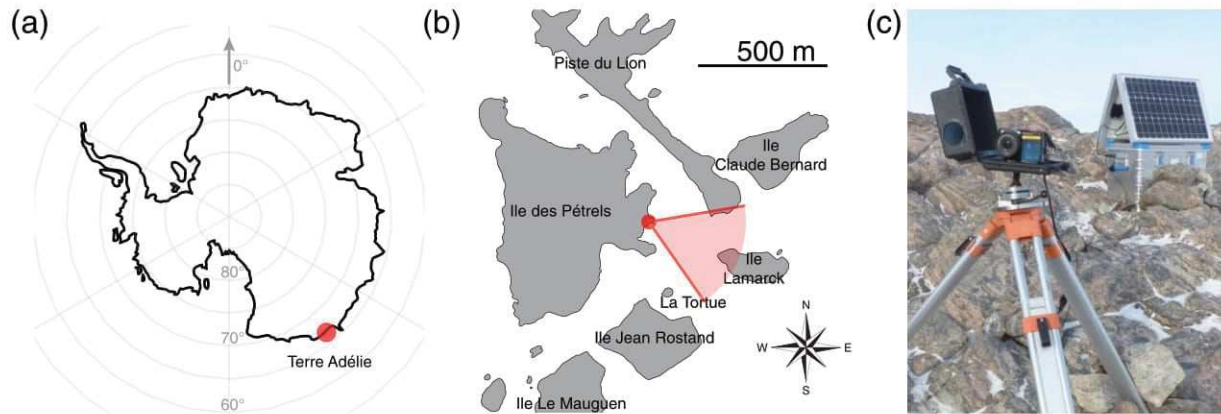 (a)
0°
80°
70°
Terre Adélie
60°
(b)
500 m
Piste du Lion
Ile
Claude Bernard
Ile des Pétrels
Ile
Lamarck
La Tortue
Ile Jean Rostand
N
W
E
S
Ile Le Mauguen
(c)